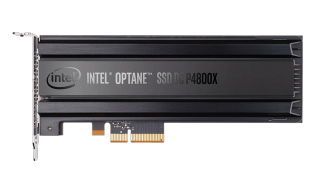 intel
INTEL® OPTANE™ SSD DC P4800X